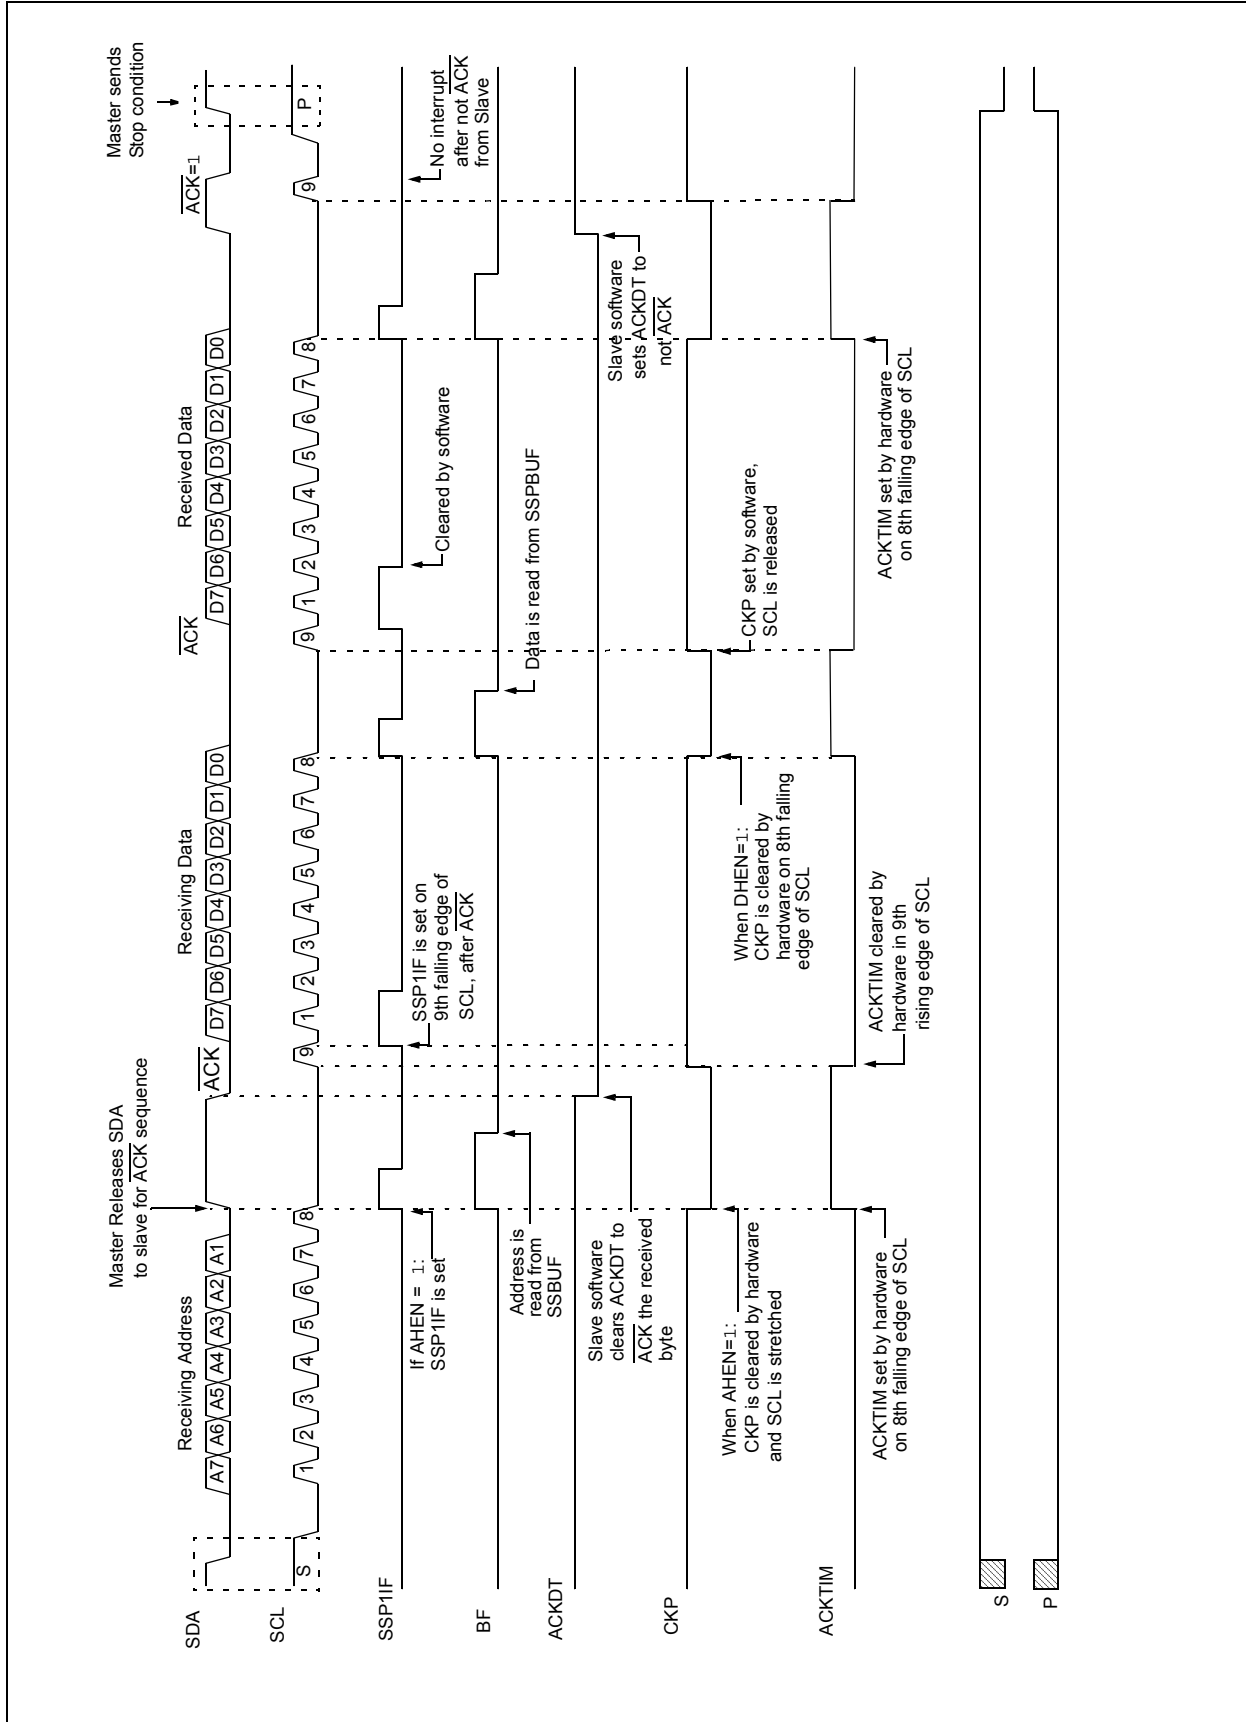 Master Releases SDA
to slave for ACK sequence
Master sends
Stop condition
Receiving Address
ACK
Receiving Data
ACK
Received Data
ACK=1
SDA
A7 A6 A5 A4 A3 A2 A1
D7 D6 D5 D4 D3 D2 D1 D0
D7 D6 D5 D4 D3 D2 D1 D0
SCL
S 1 2 3 4 5 6 7 8 9 1 2 3 4 5 6 7 8 9 1 2 3 4 5 6 7 8 9 P
SSP1IF
If AHEN = 1:
SSP1IF is set
SSP1IF is set on
9th falling edge of
SCL, after ACK
Cleared by software
No interrupt
after not ACK
from Slave
BF
Address is
read from
SSBUF
Data is read from SSPBUF
ACKDT
Slave software
clears ACKDT to
ACK the received
byte
Slave software
sets ACKDT to
not ACK
CKP
When AHEN=1:
CKP is cleared by hardware
and SCL is stretched
When DHEN=1:
CKP is cleared by
hardware on 8th falling
edge of SCL
CKP set by software,
SCL is released
ACKTIM
ACKTIM set by hardware
on 8th falling edge of SCL
ACKTIM cleared by
hardware in 9th
rising edge of SCL
ACKTIM set by hardware
on 8th falling edge of SCL
S
P